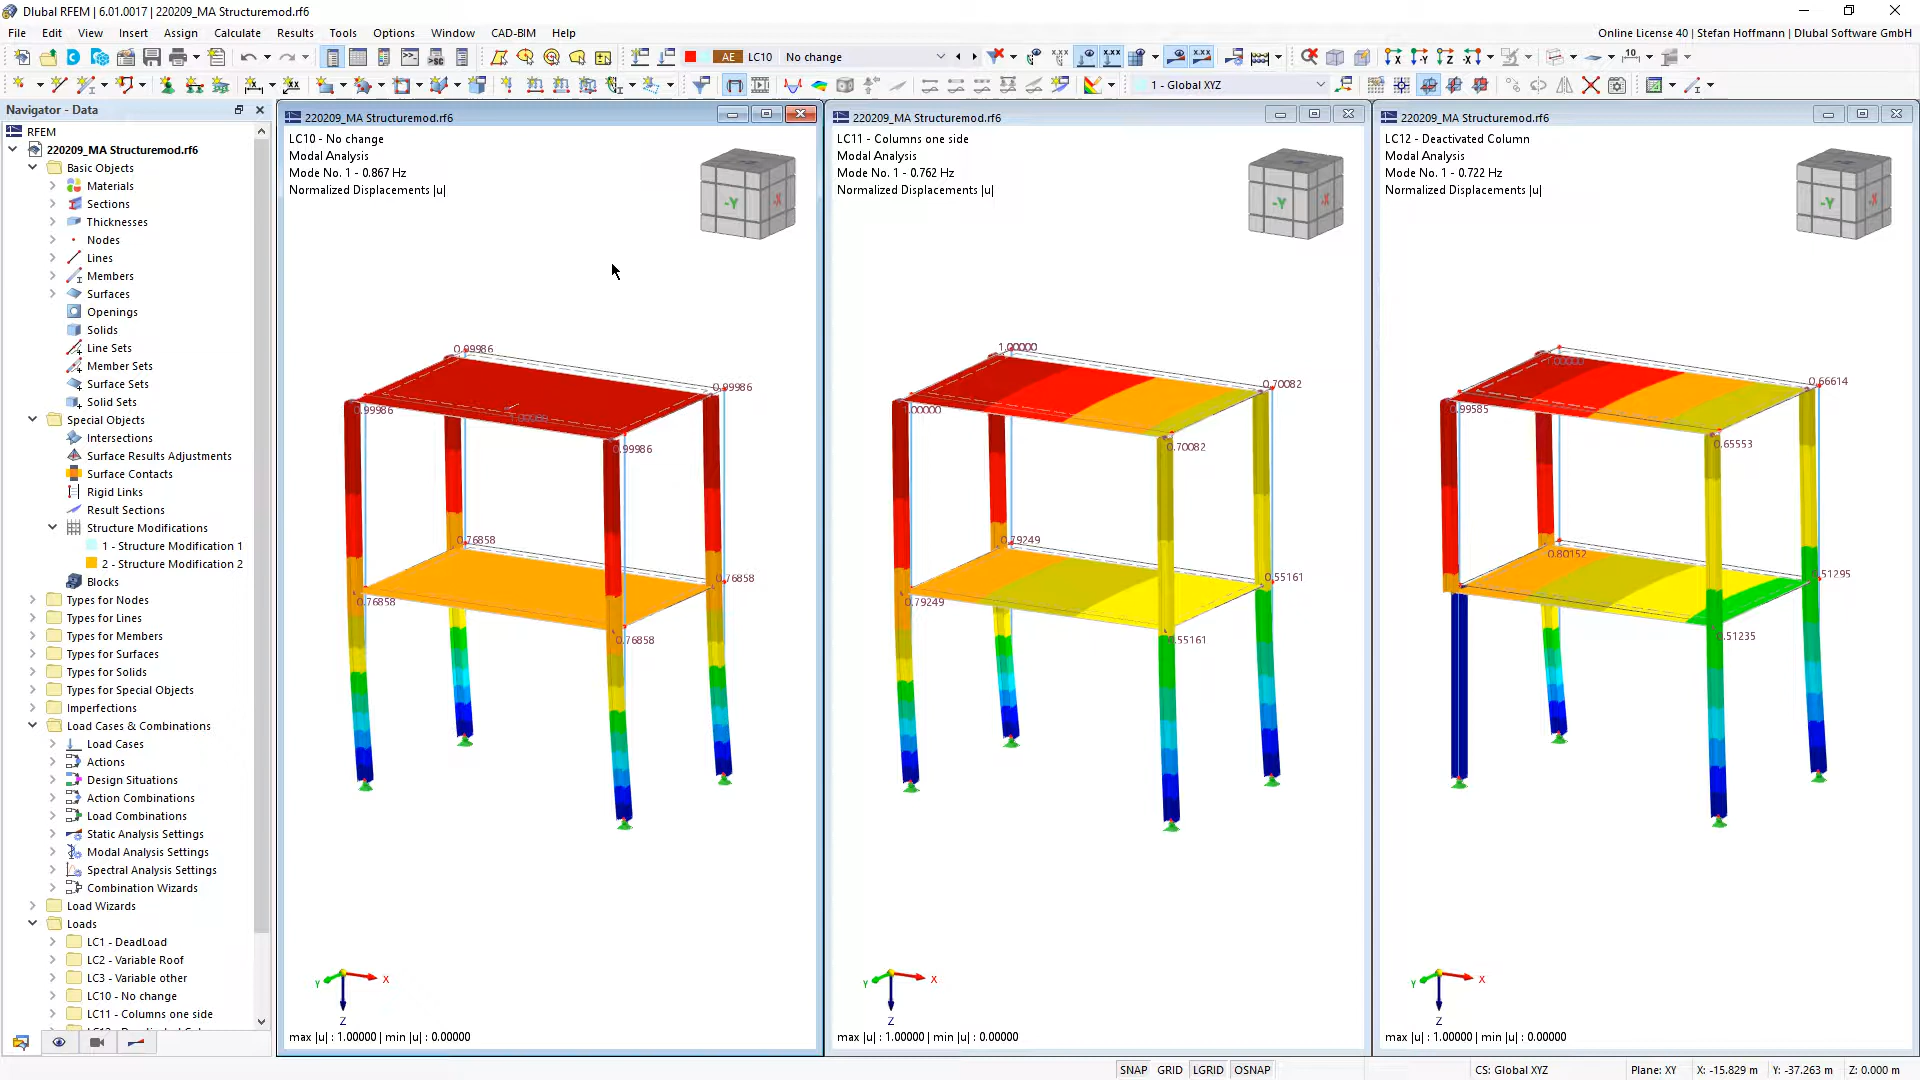 Dlubal RFEM | 6.01.0017 | 220209_MA Structuremod.rf6
File Edit View Insert Assign Calculate Results Tools Options Window CAD-BIM Help
Online License 40 | Stefan Hoffmann | Dlubal Software GmbH
AE LC10 No change
1 - Global XYZ
Navigator - Data
RFEM
220209_MA Structuremod.rf6
Basic Objects
Materials
Sections
Thicknesses
Nodes
Lines
Members
Surfaces
Openings
Solids
Line Sets
Member Sets
Surface Sets
Solid Sets
Special Objects
Intersections
Surface Results Adjustments
Surface Contacts
Rigid Links
Result Sections
Structure Modifications
1 - Structure Modification 1
2 - Structure Modification 2
Blocks
Types for Nodes
Types for Lines
Types for Members
Types for Surfaces
Types for Solids
Types for Special Objects
Imperfections
Load Cases & Combinations
Load Cases
Actions
Design Situations
Action Combinations
Load Combinations
Static Analysis Settings
Modal Analysis Settings
Spectral Analysis Settings
Combination Wizards
Load Wizards
Loads
LC1 - DeadLoad
LC2 - Variable Roof
LC3 - Variable other
LC10 - No change
LC11 - Columns one side
220209_MA Structuremod.rf6
LC10 - No change
Modal Analysis
Mode No. 1 - 0.867 Hz
Normalized Displacements |u|
-Y -X
0.99986
0.99986
0.99986
0.99986
0.76858
0.76858
0.76858
0.76858
Y X
Z
max |u| : 1.00000 | min |u| : 0.00000
220209_MA Structuremod.rf6
LC11 - Columns one side
Modal Analysis
Mode No. 1 - 0.762 Hz
Normalized Displacements |u|
-Y -X
1.00000
0.70082
1.00000
0.70082
0.79249
0.55161
0.79249
0.55161
Y X
Z
max |u| : 1.00000 | min |u| : 0.00000
220209_MA Structuremod.rf6
LC12 - Deactivated Column
Modal Analysis
Mode No. 1 - 0.722 Hz
Normalized Displacements |u|
-Y -X
1.00000
0.66614
0.99585
0.65553
0.80152
0.51295
0.51235
Y X
Z
max |u| : 1.00000 | min |u| : 0.00000
SNAP GRID LGRID OSNAP
CS: Global XYZ
Plane: XY
X: -15.829 m Y: -37.263 m Z: 0.000 m